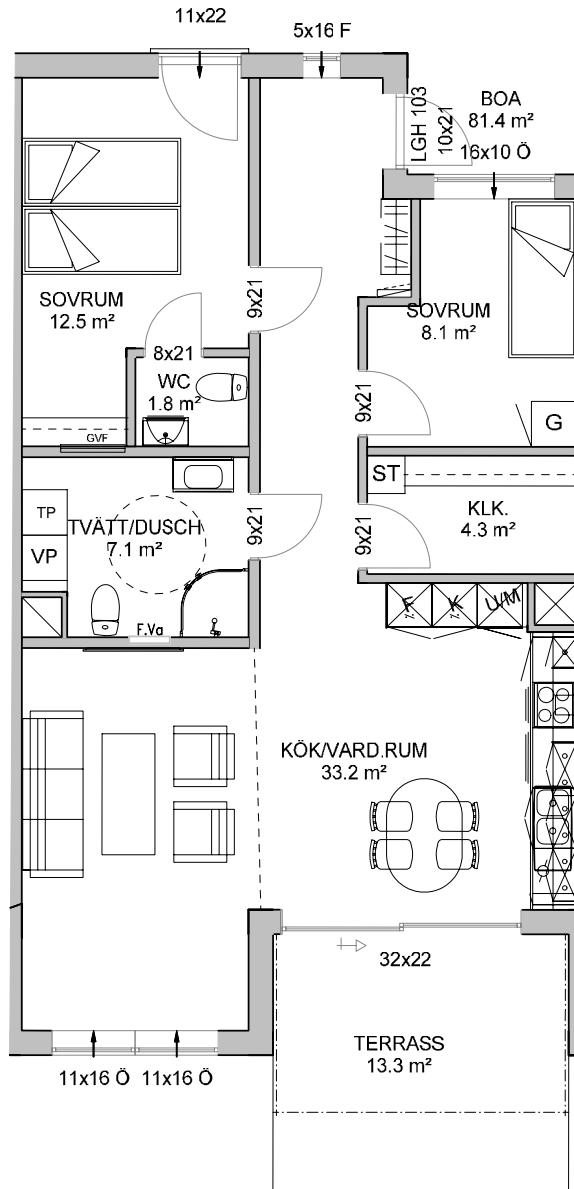 11x22
5x16 F
LGH 103
10x21
BOA
81.4 m²
16x10 Ö
SOVRUM
12.5 m²
9x21
SOVRUM
8.1 m²
8x21
WC
1.8 m²
9x21
G
GVF
ST
KLK.
4.3 m²
TP
VP
TVÄTT/DUSCH
7.1 m²
9x21
9x21
F.Va
F
K
U/M
KÖK/VARD.RUM
33.2 m²
32x22
TERRASS
13.3 m²
11x16 Ö
11x16 Ö